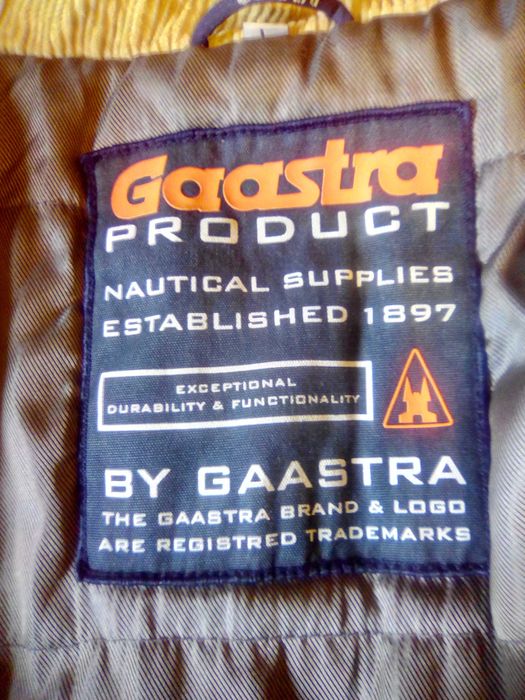 L
Gaastra
PRODUCT
NAUTICAL SUPPLIES
ESTABLISHED 1897
EXCEPTIONAL
DURABILITY & FUNCTIONALITY
BY GAASTRA
THE GAASTRA BRAND & LOGO
ARE REGISTRED TRADEMARKS